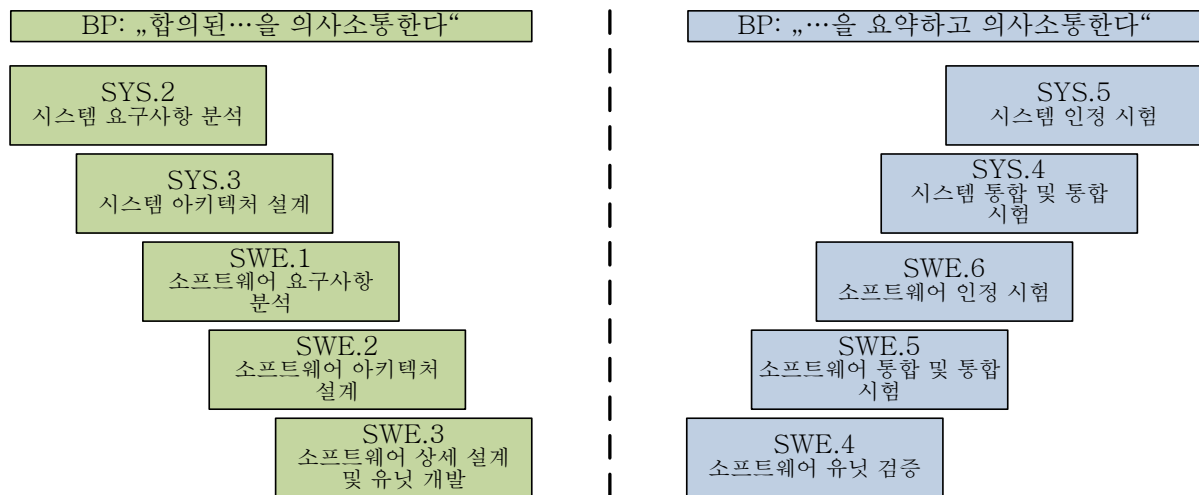 BP: „합의된…을 의사소통한다“
SYS.2
시스템 요구사항 분석
SYS.3
시스템 아키텍처 설계
SWE.1
소프트웨어 요구사항
분석
SWE.2
소프트웨어 아키텍처
설계
SWE.3
소프트웨어 상세 설계
및 유닛 개발
BP: „…을 요약하고 의사소통한다“
SYS.5
시스템 인정 시험
SYS.4
시스템 통합 및 통합
시험
SWE.6
소프트웨어 인정 시험
SWE.5
소프트웨어 통합 및 통합
시험
SWE.4
소프트웨어 유닛 검증